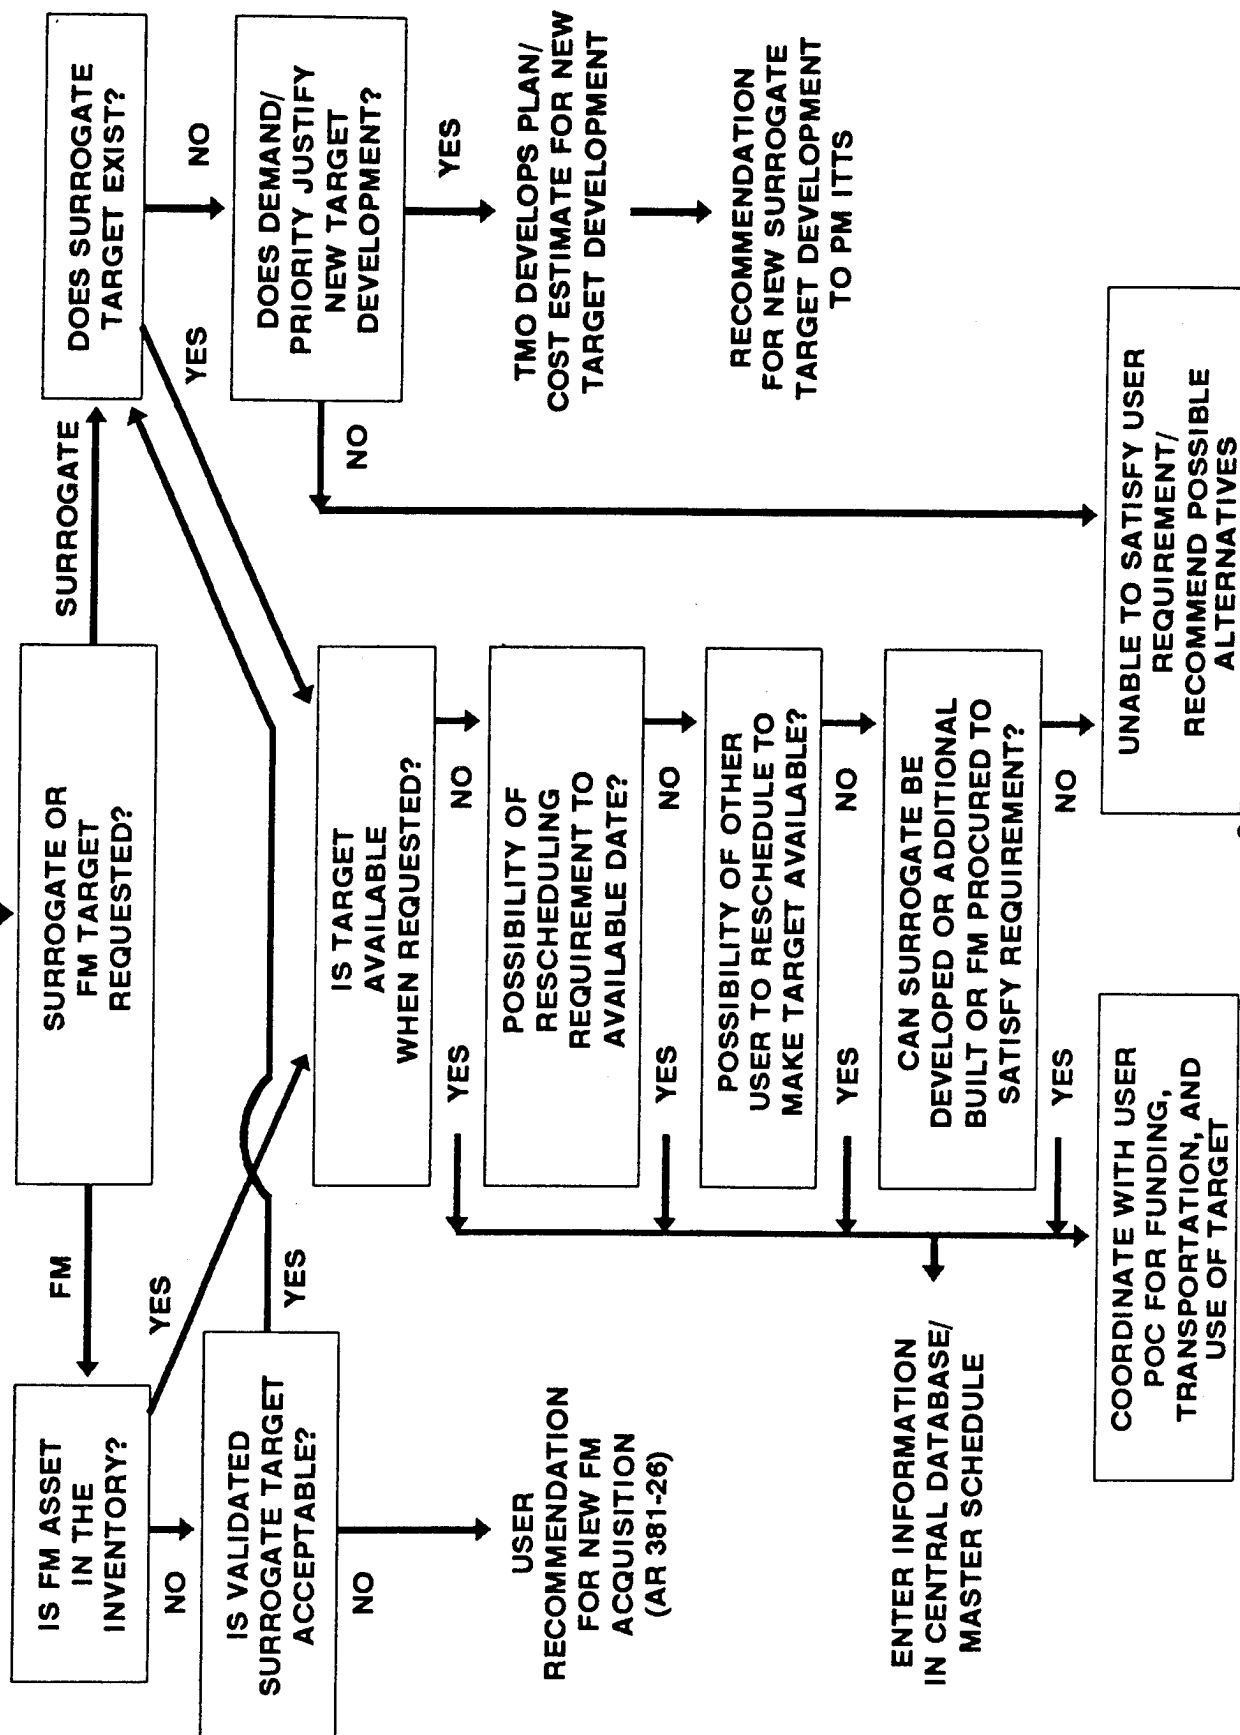 SURROGATE OR
FM TARGET
REQUESTED?
FM
SURROGATE
IS FM ASSET
IN THE
INVENTORY?
YES
NO
IS VALIDATED
SURROGATE TARGET
ACCEPTABLE?
YES
NO
USER
RECOMMENDATION
FOR NEW FM
ACQUISITION
(AR 381-26)
DOES SURROGATE
TARGET EXIST?
YES
NO
DOES DEMAND/
PRIORITY JUSTIFY
NEW TARGET
DEVELOPMENT?
NO
YES
TMO DEVELOPS PLAN/
COST ESTIMATE FOR NEW
TARGET DEVELOPMENT
RECOMMENDATION
FOR NEW SURROGATE
TARGET DEVELOPMENT
TO PM ITTS
IS TARGET
AVAILABLE
WHEN REQUESTED?
YES
NO
POSSIBILITY OF
RESCHEDULING
REQUIREMENT TO
AVAILABLE DATE?
YES
NO
POSSIBILITY OF OTHER
USER TO RESCHEDULE TO
MAKE TARGET AVAILABLE?
YES
NO
CAN SURROGATE BE
DEVELOPED OR ADDITIONAL
BUILT OR FM PROCURED TO
SATISFY REQUIREMENT?
YES
NO
ENTER INFORMATION
IN CENTRAL DATABASE/
MASTER SCHEDULE
COORDINATE WITH USER
POC FOR FUNDING,
TRANSPORTATION, AND
USE OF TARGET
UNABLE TO SATISFY USER
REQUIREMENT/
RECOMMEND POSSIBLE
ALTERNATIVES